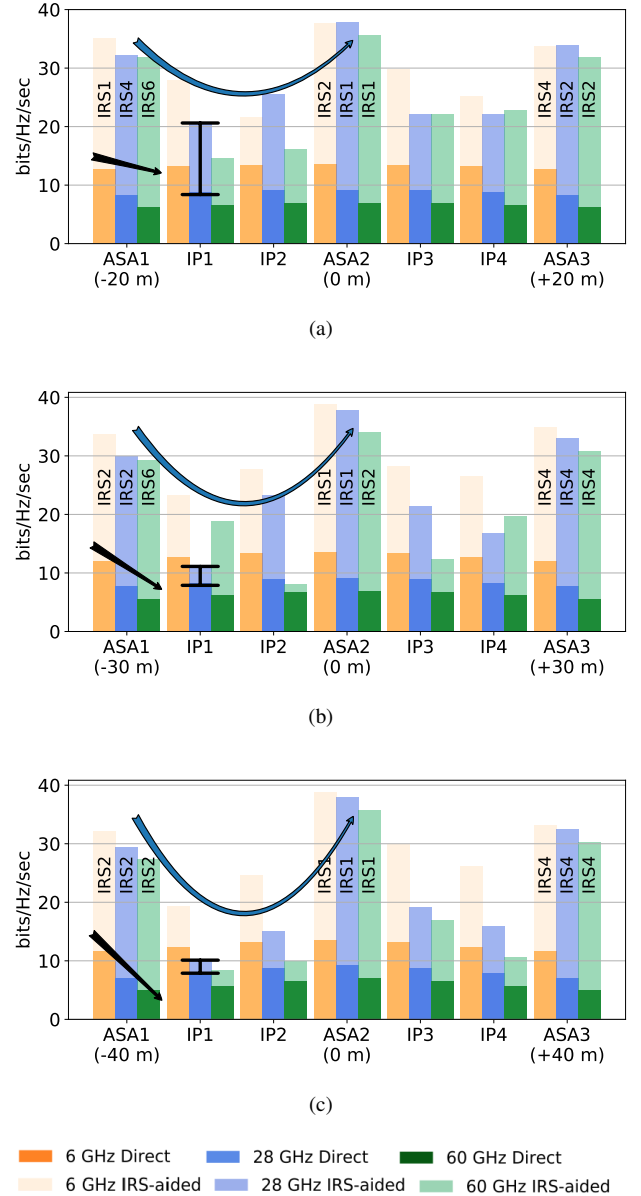 40
30
20
10
0
bits/Hz/sec
IRS1
IRS4
IRS6
IRS2
IRS1
IRS1
IRS4
IRS2
IRS2
ASA1 IP1 IP2 ASA2 IP3 IP4 ASA3
(-20 m) (0 m) (+20 m)
(a)
40
30
20
10
0
bits/Hz/sec
IRS2
IRS2
IRS6
IRS1
IRS1
IRS2
IRS4
IRS4
IRS4
ASA1 IP1 IP2 ASA2 IP3 IP4 ASA3
(-30 m) (0 m) (+30 m)
(b)
40
30
20
10
0
bits/Hz/sec
IRS2
IRS2
IRS2
IRS1
IRS1
IRS1
IRS4
IRS4
IRS4
ASA1 IP1 IP2 ASA2 IP3 IP4 ASA3
(-40 m) (0 m) (+40 m)
(c)
6 GHz Direct 28 GHz Direct 60 GHz Direct
6 GHz IRS-aided 28 GHz IRS-aided 60 GHz IRS-aided